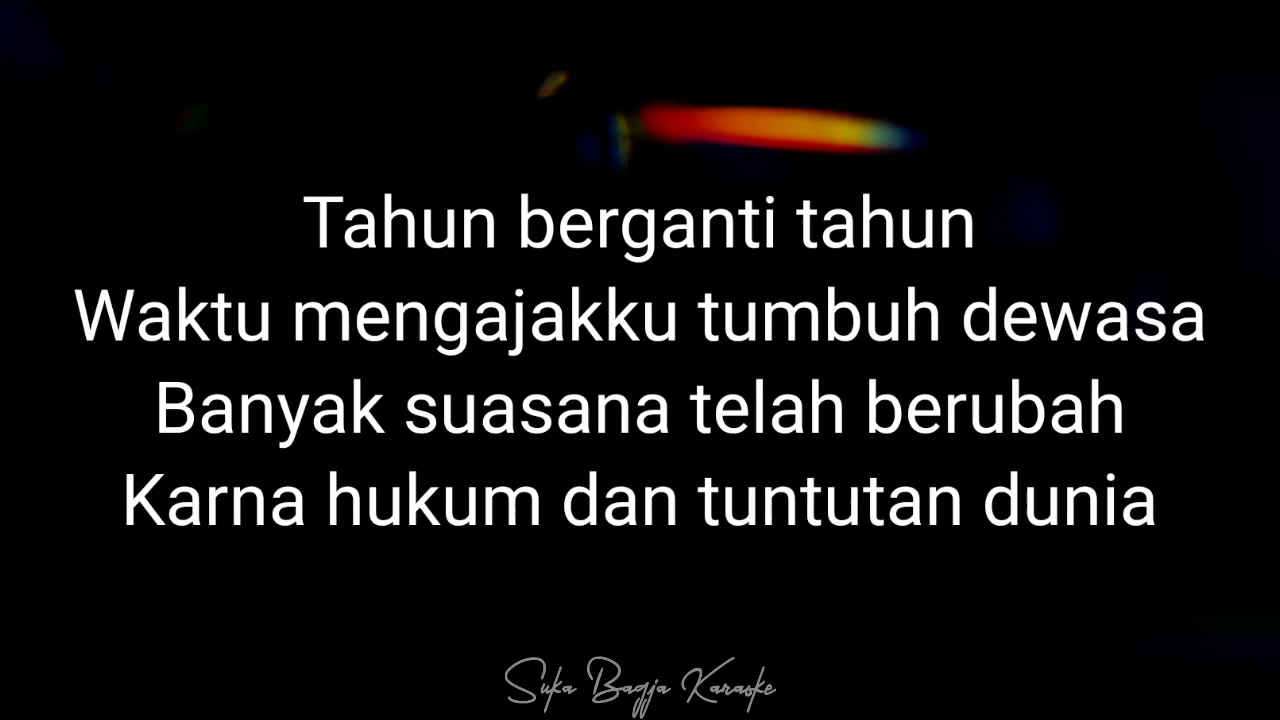 Tahun berganti tahun
Waktu mengajakku tumbuh dewasa
Banyak suasana telah berubah
Karna hukum dan tuntutan dunia
Suka Bagja Karaoke